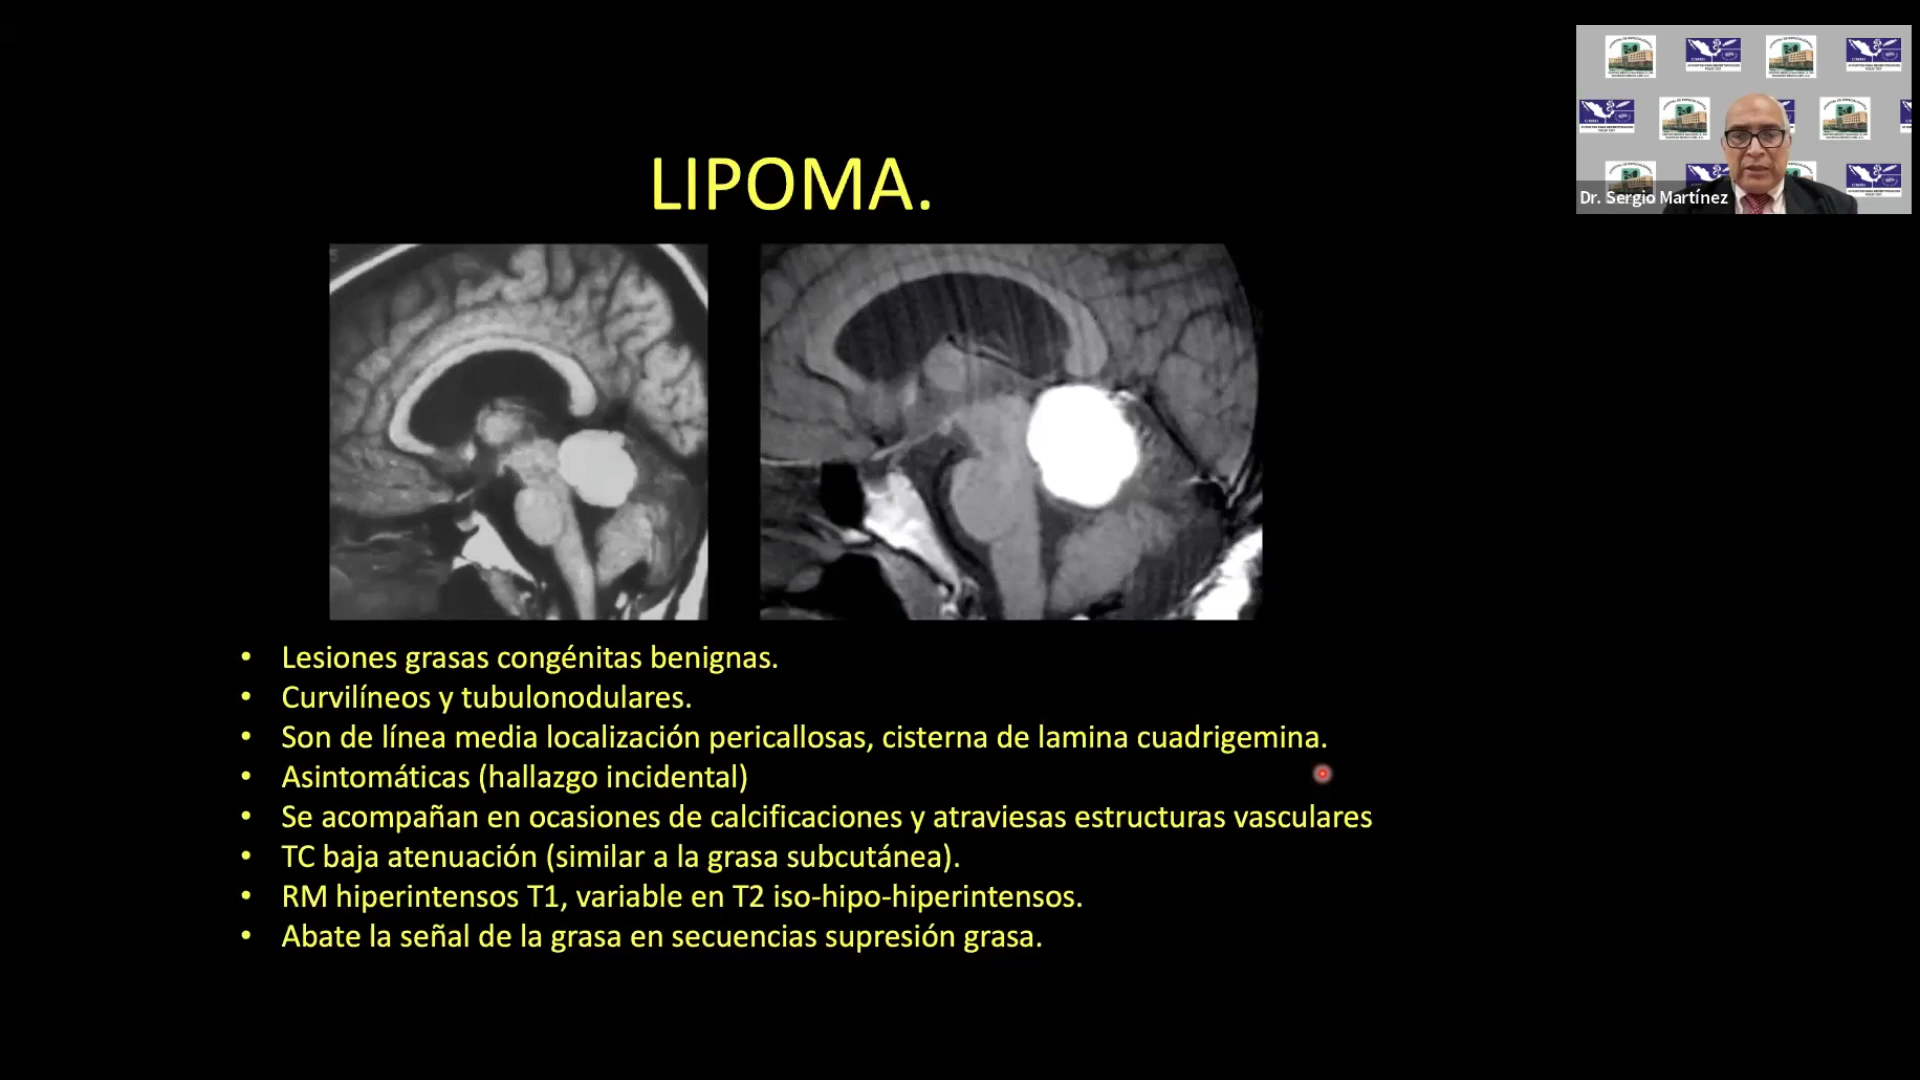 Dr. Sergio Martínez
LIPOMA.
• Lesiones grasas congénitas benignas.
• Curvilíneos y tubulonodulares.
• Son de línea media localización pericallosas, cisterna de lamina cuadrigemina.
• Asintomáticas (hallazgo incidental)
• Se acompañan en ocasiones de calcificaciones y atraviesas estructuras vasculares
• TC baja atenuación (similar a la grasa subcutánea).
• RM hiperintensos T1, variable en T2 iso-hipo-hiperintensos.
• Abate la señal de la grasa en secuencias supresión grasa.